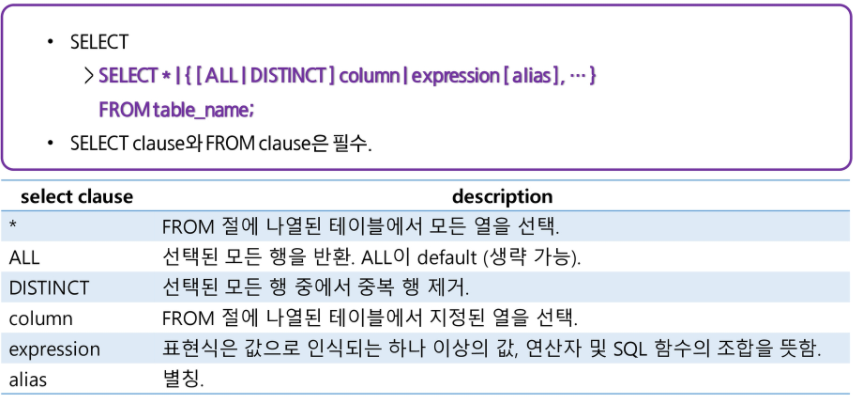 • SELECT
> SELECT * | { [ ALL | DISTINCT ] column | expression [ alias ] , … }
FROM table_name;
• SELECT clause와 FROM clause은 필수.
select clause description
* FROM 절에 나열된 테이블에서 모든 열을 선택.
ALL 선택된 모든 행을 반환. ALL이 default (생략 가능).
DISTINCT 선택된 모든 행 중에서 중복 행 제거.
column FROM 절에 나열된 테이블에서 지정된 열을 선택.
expression 표현식은 값으로 인식되는 하나 이상의 값, 연산자 및 SQL 함수의 조합을 뜻함.
alias 별칭.